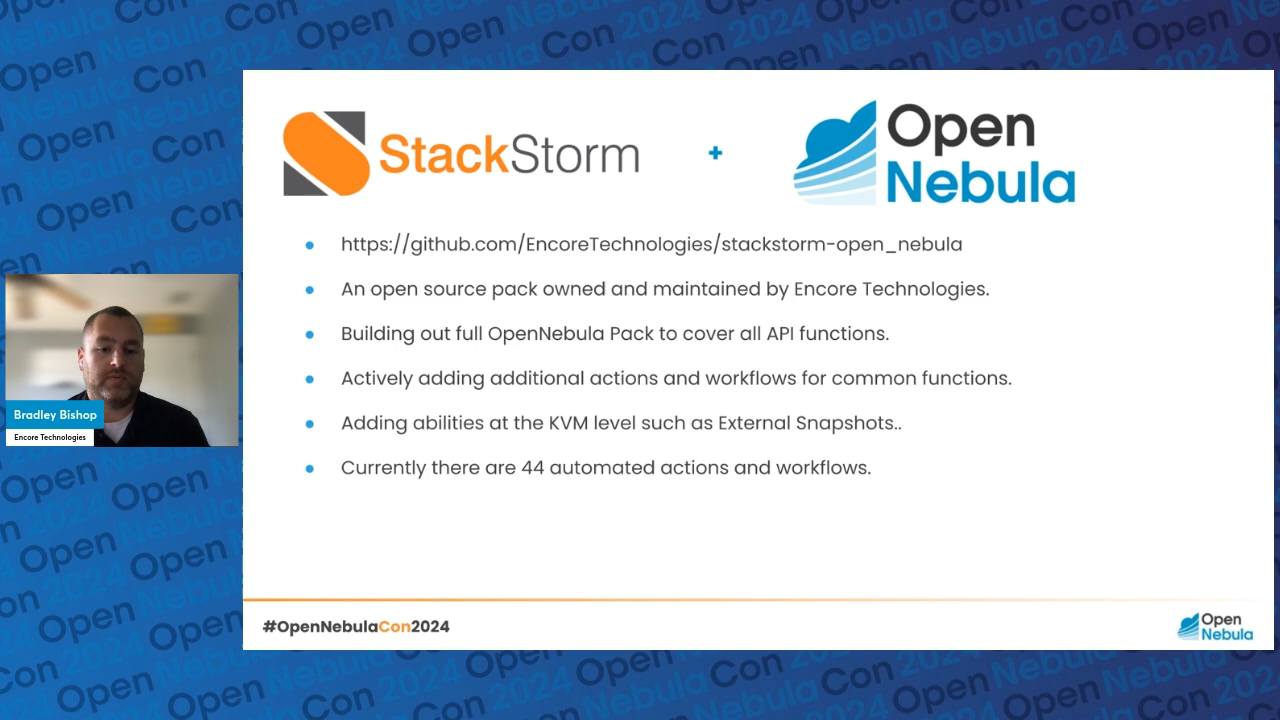 StackStorm
+
Open
Nebula
https://github.com/EncoreTechnologies/stackstorm-open_nebula
An open source pack owned and maintained by Encore Technologies.
Building out full OpenNebula Pack to cover all API functions.
Actively adding additional actions and workflows for common functions.
Adding abilities at the KVM level such as External Snapshots..
Currently there are 44 automated actions and workflows.
Bradley Bishop
Encore Technologies
#OpenNebulaCon2024
Open
Nebula